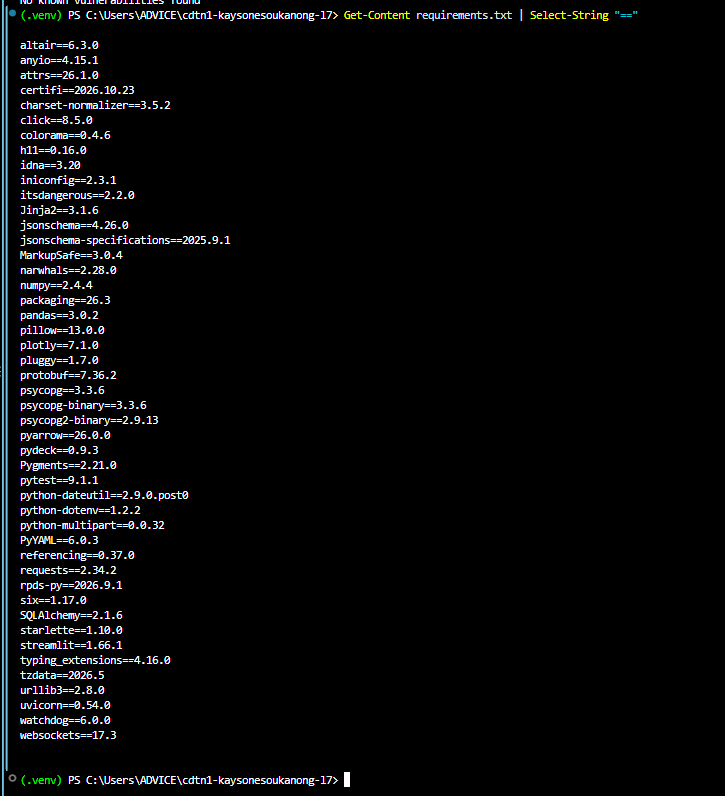 No known vulnerabilities found
(.venv) PS C:\Users\ADVICE\cdtn1-kaysonesoukanong-l7> Get-Content requirements.txt | Select-String "=="
altair==6.3.0
anyio==4.15.1
attrs==26.1.0
certifi==2026.10.23
charset-normalizer==3.5.2
click==8.5.0
colorama==0.4.6
h11==0.16.0
idna==3.20
iniconfig==2.3.1
itsdangerous==2.2.0
Jinja2==3.1.6
jsonschema==4.26.0
jsonschema-specifications==2025.9.1
MarkupSafe==3.0.4
narwhals==2.28.0
numpy==2.4.4
packaging==26.3
pandas==3.0.2
pillow==13.0.0
plotly==7.1.0
pluggy==1.7.0
protobuf==7.36.2
psycopg==3.3.6
psycopg-binary==3.3.6
psycopg2-binary==2.9.13
pyarrow==26.0.0
pydeck==0.9.3
Pygments==2.21.0
pytest==9.1.1
python-dateutil==2.9.0.post0
python-dotenv==1.2.2
python-multipart==0.0.32
PyYAML==6.0.3
referencing==0.37.0
requests==2.34.2
rpds-py==2026.9.1
six==1.17.0
SQLAlchemy==2.1.6
starlette==1.10.0
streamlit==1.66.1
typing_extensions==4.16.0
tzdata==2026.5
urllib3==2.8.0
uvicorn==0.54.0
watchdog==6.0.0
websockets==17.3
(.venv) PS C:\Users\ADVICE\cdtn1-kaysonesoukanong-l7>